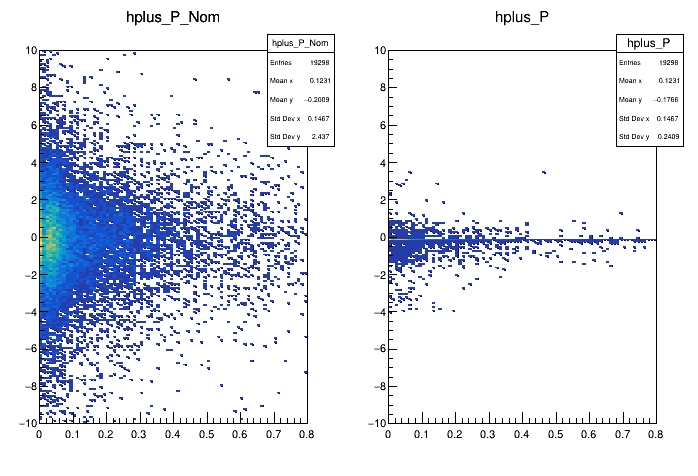 hplus_P_Nom
hplus_P_Nom
Entries 19298
Mean x 0.1231
Mean y −0.2009
Std Dev x 0.1467
Std Dev y 2.437
10
8
6
4
2
0
−2
−4
−6
−8
−10
0 0.1 0.2 0.3 0.4 0.5 0.6 0.7 0.8
hplus_P
hplus_P
Entries 19298
Mean x 0.1231
Mean y −0.1766
Std Dev x 0.1467
Std Dev y 0.2409
10
8
6
4
2
0
−2
−4
−6
−8
−10
0 0.1 0.2 0.3 0.4 0.5 0.6 0.7 0.8